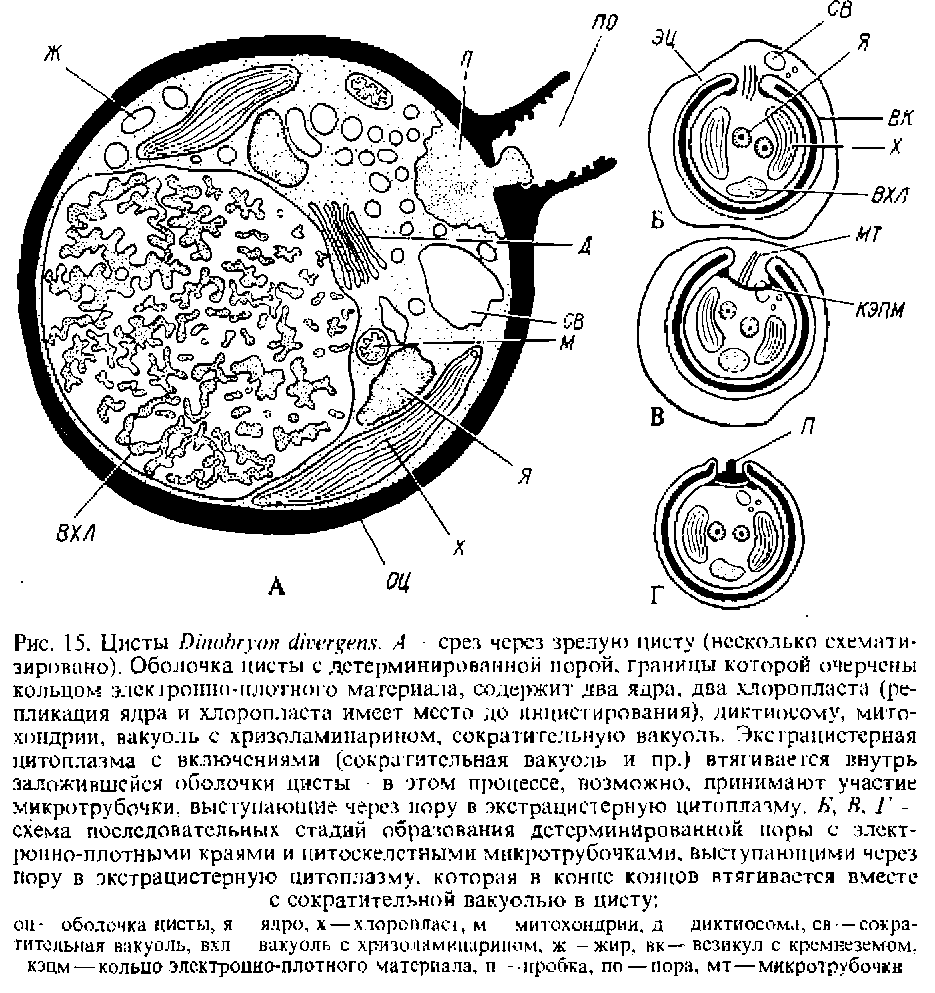 Ж
П
ПО
Д
СВ
М
Я
Х
ОЦ
ВХЛ
А
СВ
ЭЦ
Я
ВК
Х
ВХЛ
Б
МТ
КЭПМ
В
П
Г
Рис. 15. Цисты Dinobryon divergens. А – срез через зрелую цисту (несколько схемати-
зировано). Оболочка цисты с детерминированной порой, границы которой очерчены
кольцом электронно-плотного материала, содержит два ядра, два хлоропласта (ре-
пликация ядра и хлоропласта имеет место до инцистирования), диктиосому, мито-
хондрии, вакуоль с хризоламинарином, сократительную вакуоль. Экстрацистерная
цитоплазма с включениями (сократительная вакуоль и пр.) втягивается внутрь
заложившейся оболочки цисты – в этом процессе, возможно, принимают участие
микротрубочки, выступающие через пору в экстрацистерную цитоплазму. Б, В, Г –
схема последовательных стадий образования детерминированной поры с элект-
ронно-плотными краями и цитоскелетными микротрубочками, выступающими через
пору в экстрацистерную цитоплазму, которая в конце концов втягивается вместе
с сократительной вакуолью в цисту:
оц – оболочка цисты, я – ядро, х — хлоропласт, м – митохондрии, д – диктиосома, св — сокра-
тительная вакуоль, вхл – вакуоль с хризоламинарином, ж – жир, вк — везикул с кремнеземом,
кэцм — кольцо электронно-плотного материала, п – пробка, по — пора, мт — микротрубочки